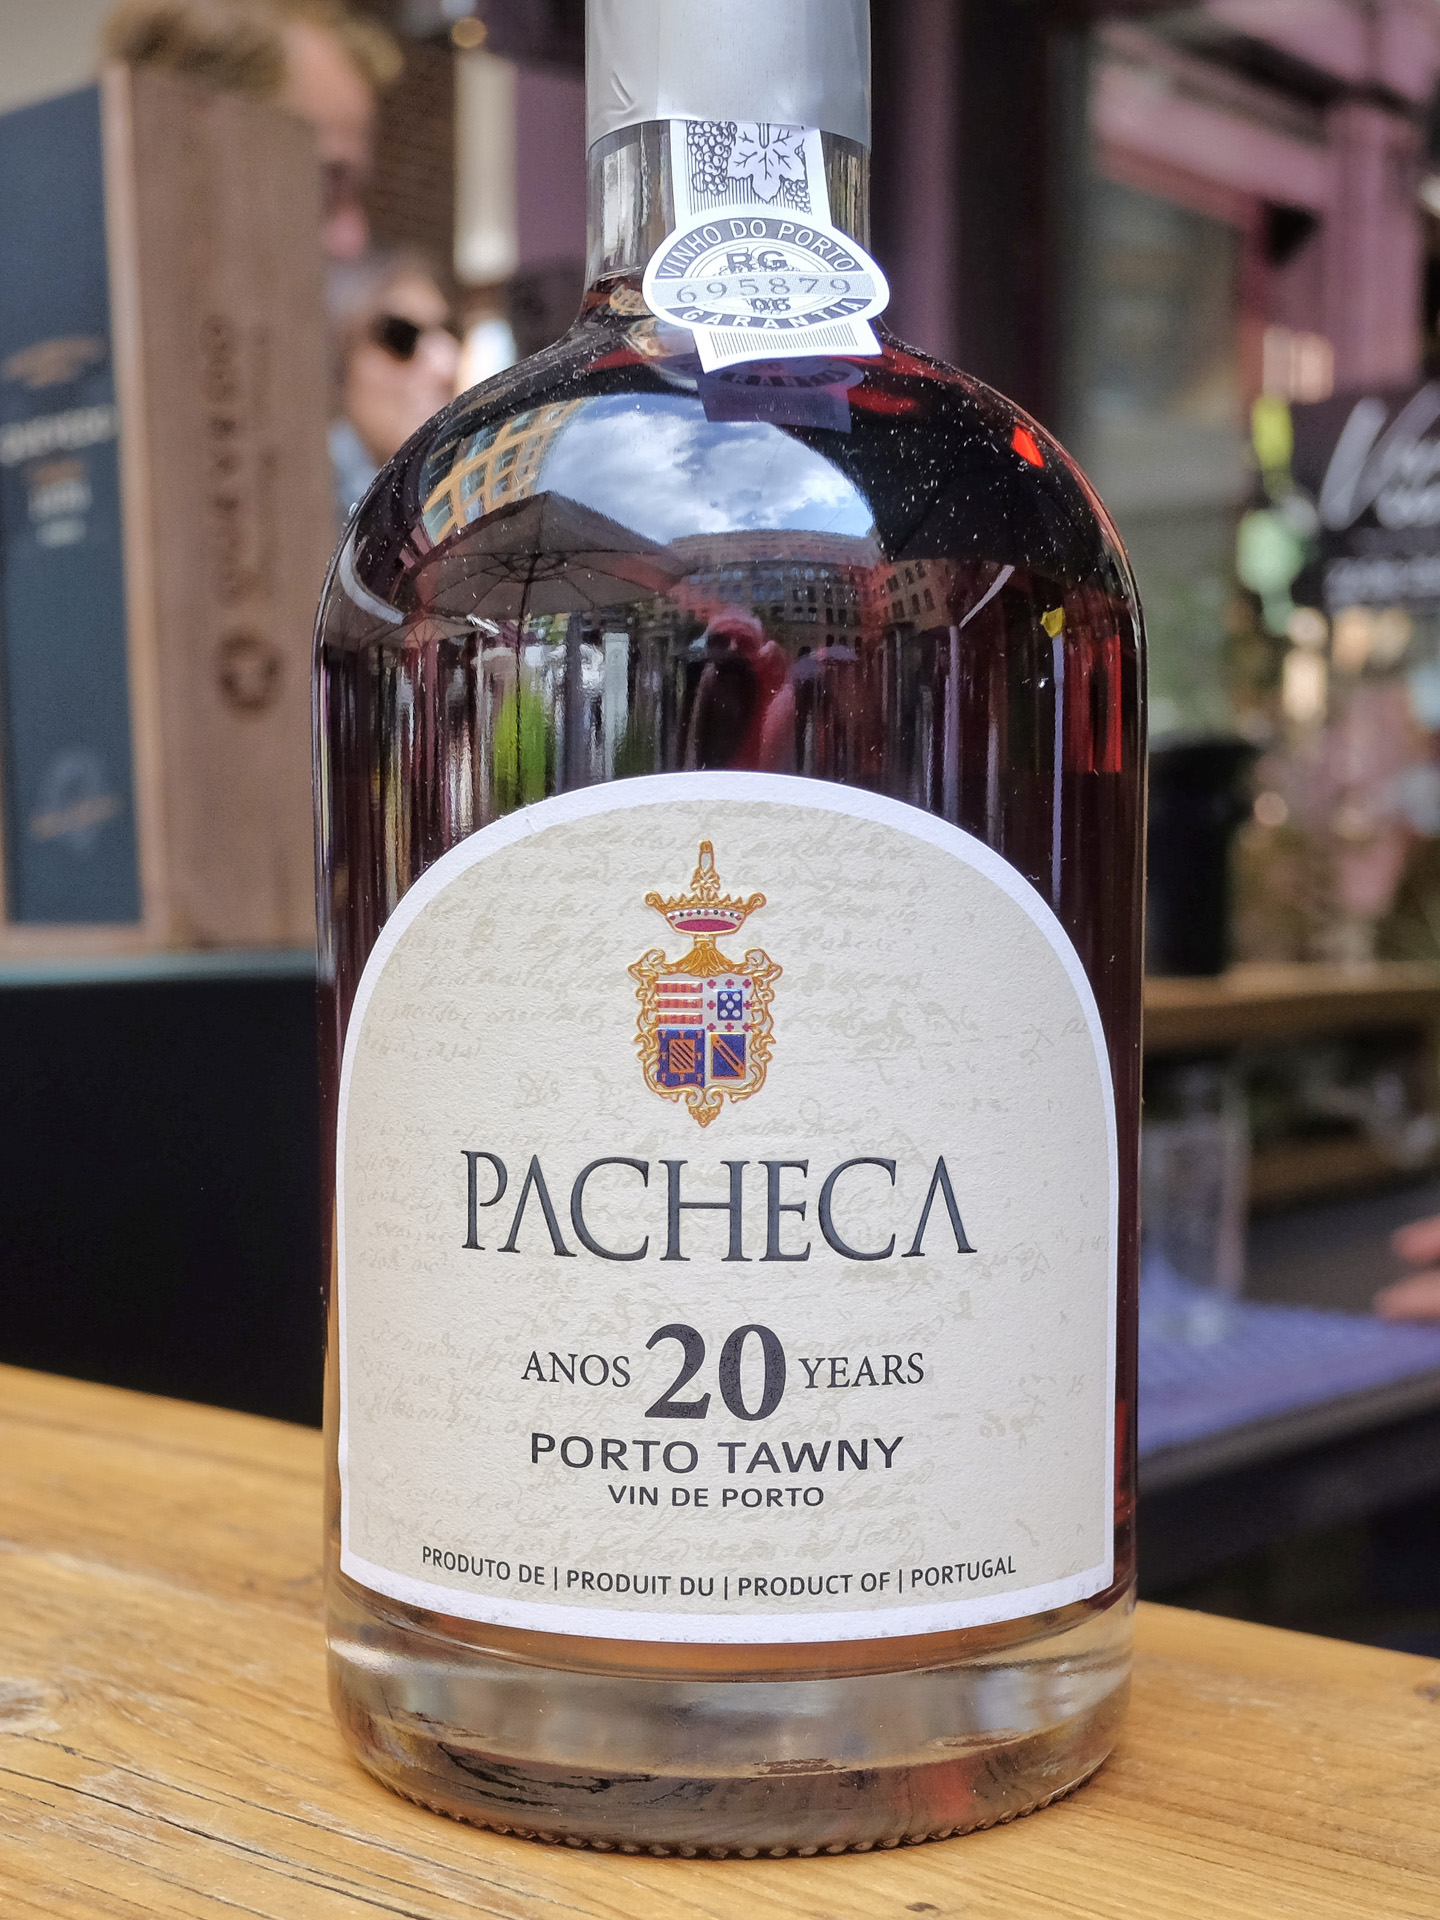 VINHO DO PORTO
RG
695879
06
GARANTIA
PACHECA
ANOS 20 YEARS
PORTO TAWNY
VIN DE PORTO
PRODUTO DE | PRODUIT DU | PRODUCT OF | PORTUGAL